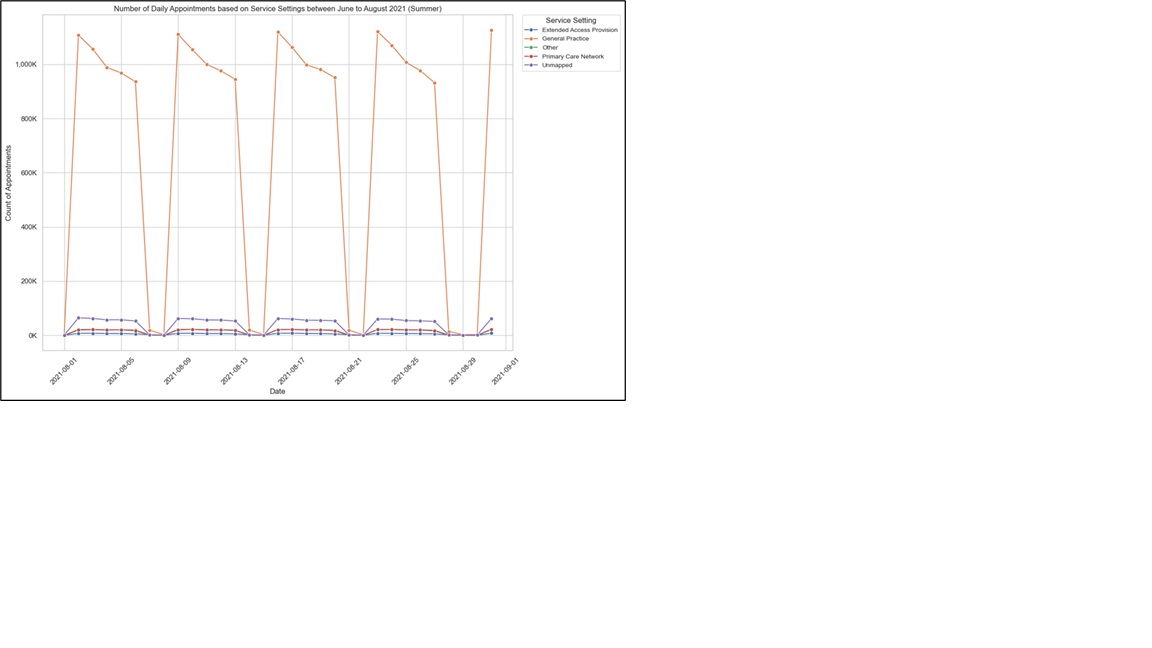 Number of Daily Appointments based on Service Settings between June to August 2021 (Summer)
Service Setting
Extended Access Provision
General Practice
Other
Primary Care Network
Unmapped
Count of Appointments
1,000K
800K
600K
400K
200K
0K
2021-08-01
2021-08-05
2021-08-09
2021-08-13
2021-08-17
2021-08-21
2021-08-25
2021-08-29
2021-09-01
Date